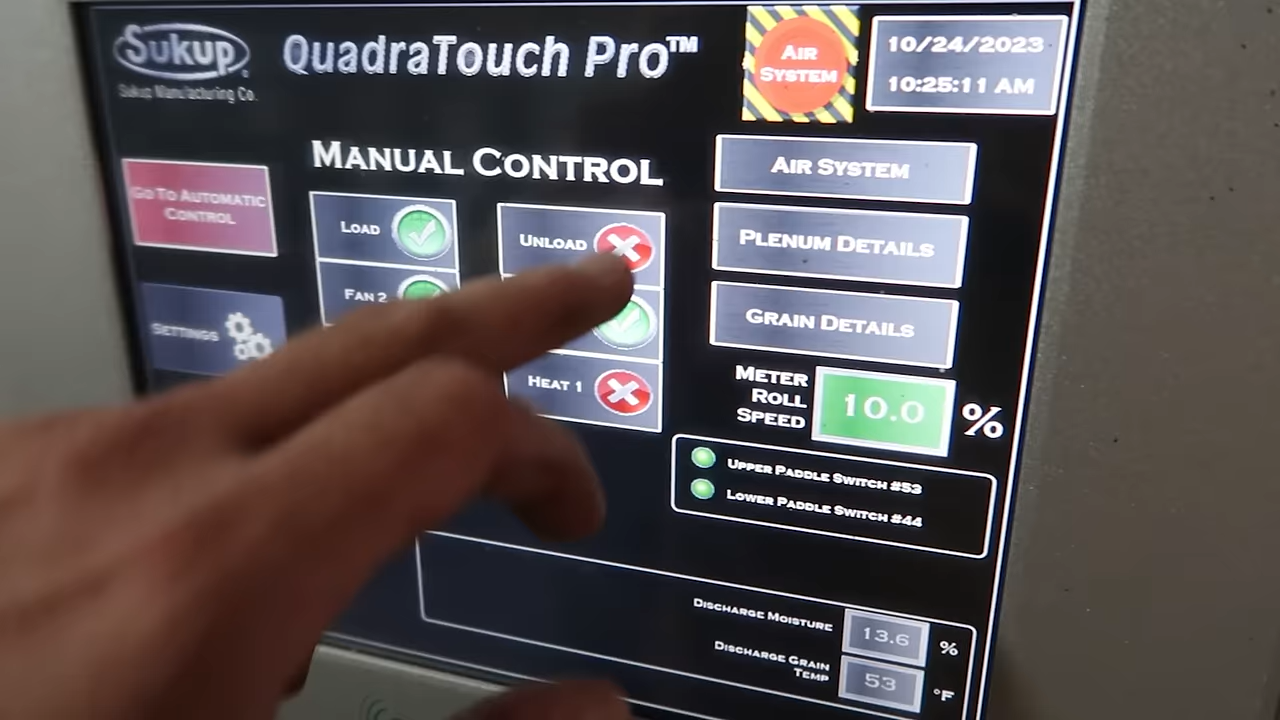 Sukup
Sukup Manufacturing Co.
QuadraTouch Pro™
AIR
SYSTEM
10/24/2023
10:25:11 AM
MANUAL CONTROL
GO TO AUTOMATIC
CONTROL
SETTINGS
LOAD
UNLOAD
FAN 2
HEAT 1
AIR SYSTEM
PLENUM DETAILS
GRAIN DETAILS
METER
ROLL
SPEED
10.0 %
UPPER PADDLE SWITCH #53
LOWER PADDLE SWITCH #44
DISCHARGE MOISTURE 13.6 %
DISCHARGE GRAIN
TEMP 53 °F